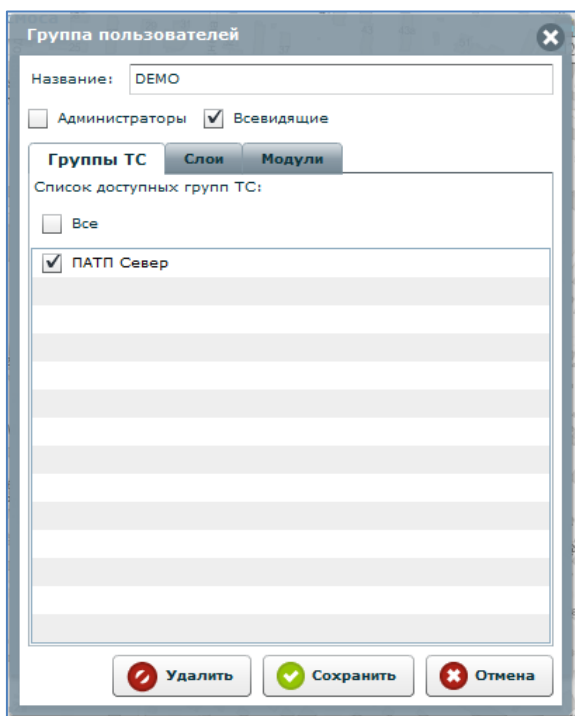 Группа пользователей
Название: DEMO
Администраторы Всевидящие
Группы ТС Слои Модули
Список доступных групп ТС:
Все
ПАТП Север
Удалить Сохранить Отмена